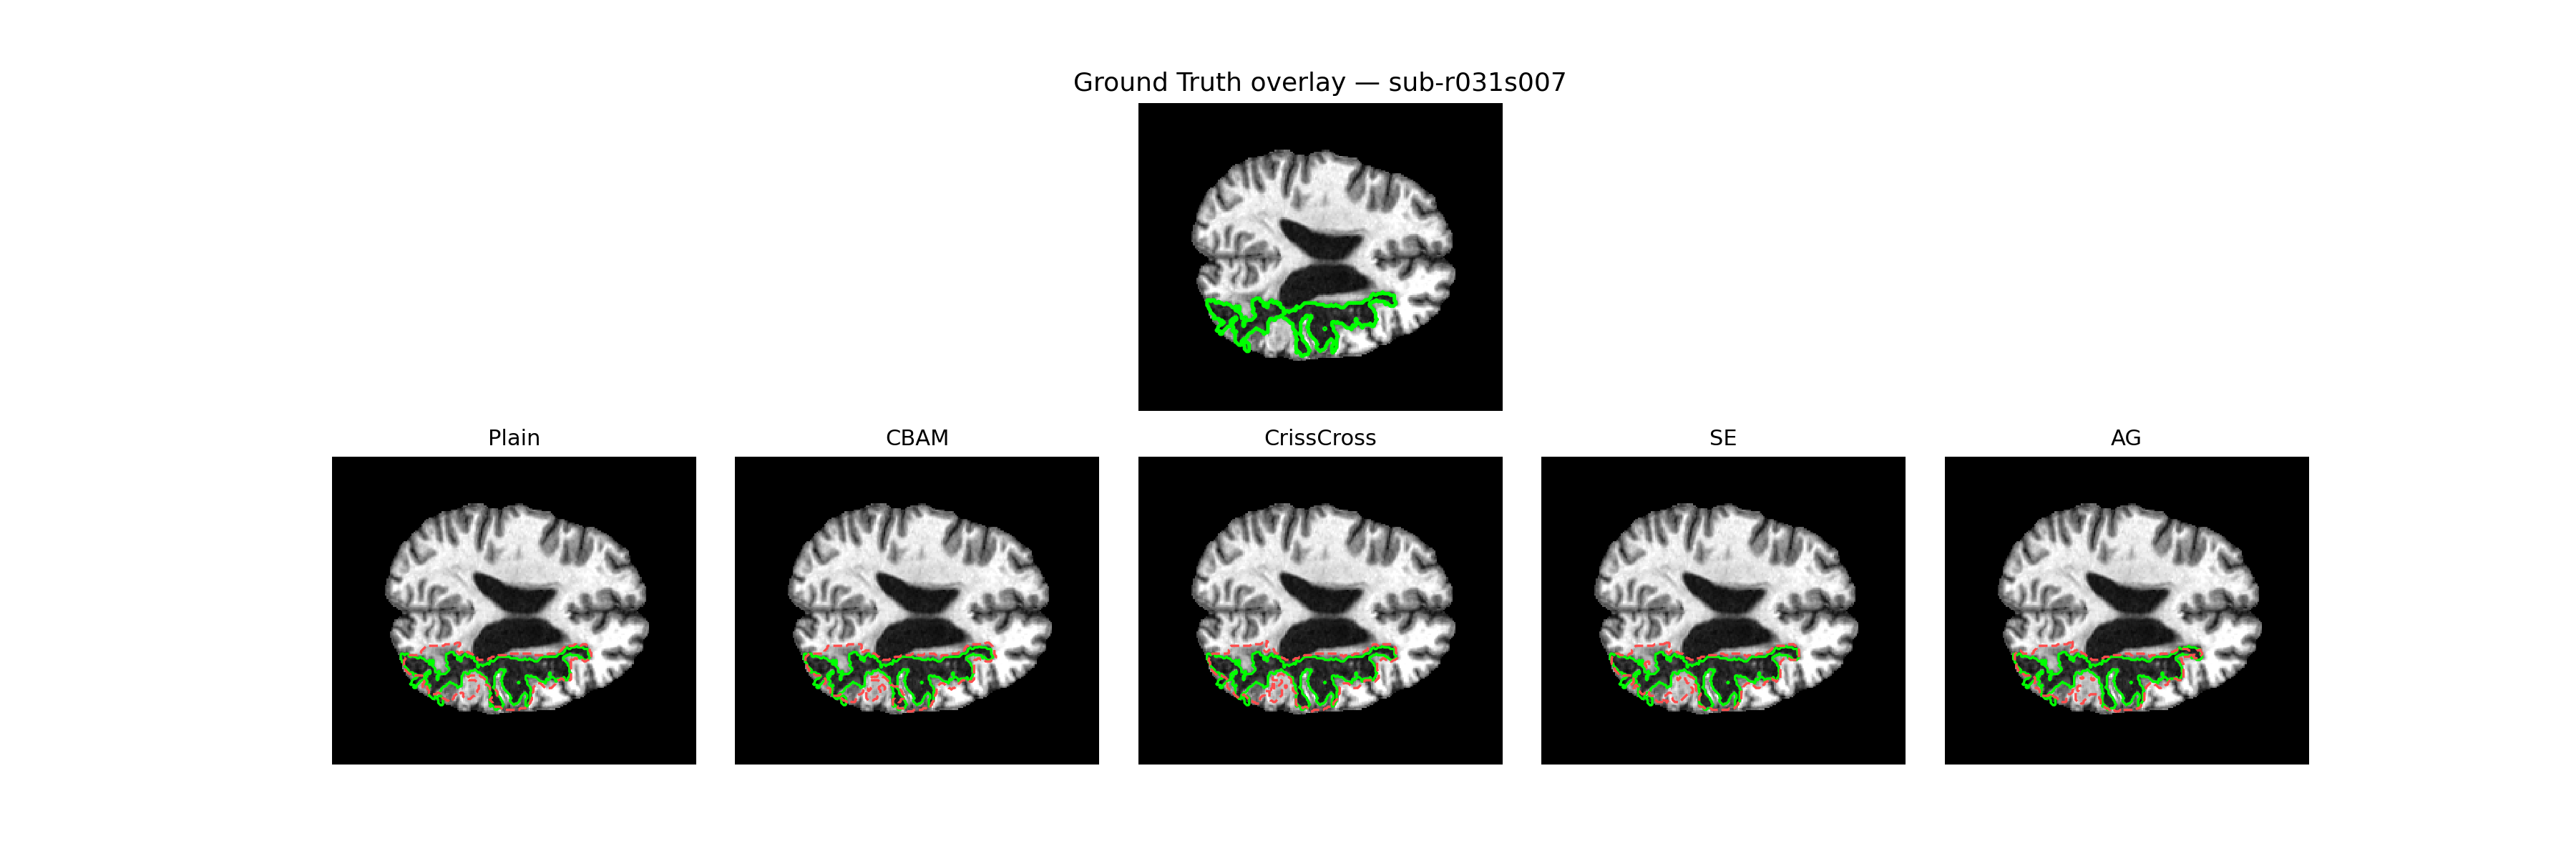 Ground Truth overlay — sub-r031s007
Plain
CBAM
CrissCross
SE
AG